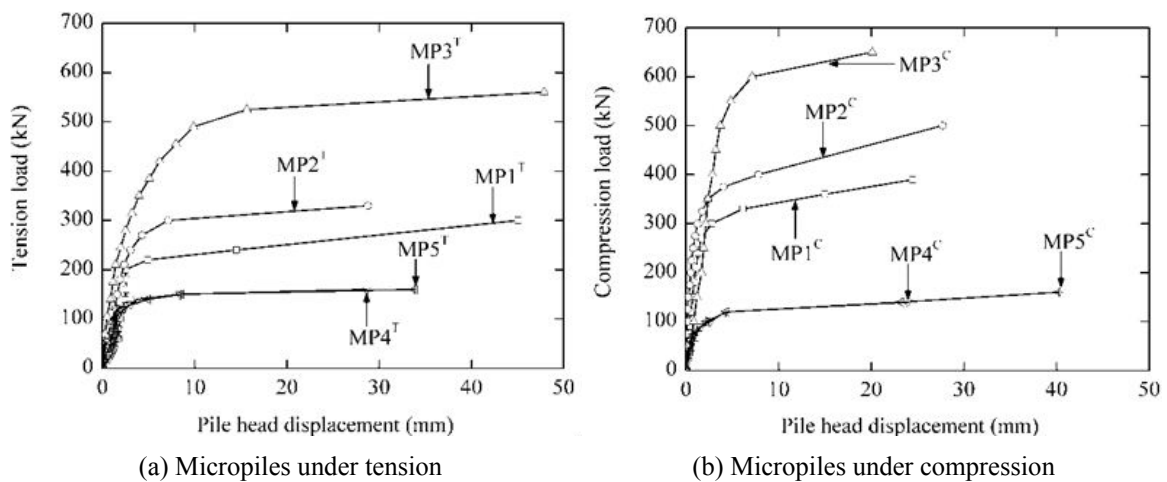 700
600
500
400
300
200
100
0
Tension load (kN)
MP3ᵀ
MP2ᵀ
MP1ᵀ
MP5ᵀ
MP4ᵀ
0 10 20 30 40 50
Pile head displacement (mm)
(a) Micropiles under tension
700
600
500
400
300
200
100
0
Compression load (kN)
MP3ᶜ
MP2ᶜ
MP1ᶜ
MP4ᶜ
MP5ᶜ
0 10 20 30 40 50
Pile head displacement (mm)
(b) Micropiles under compression